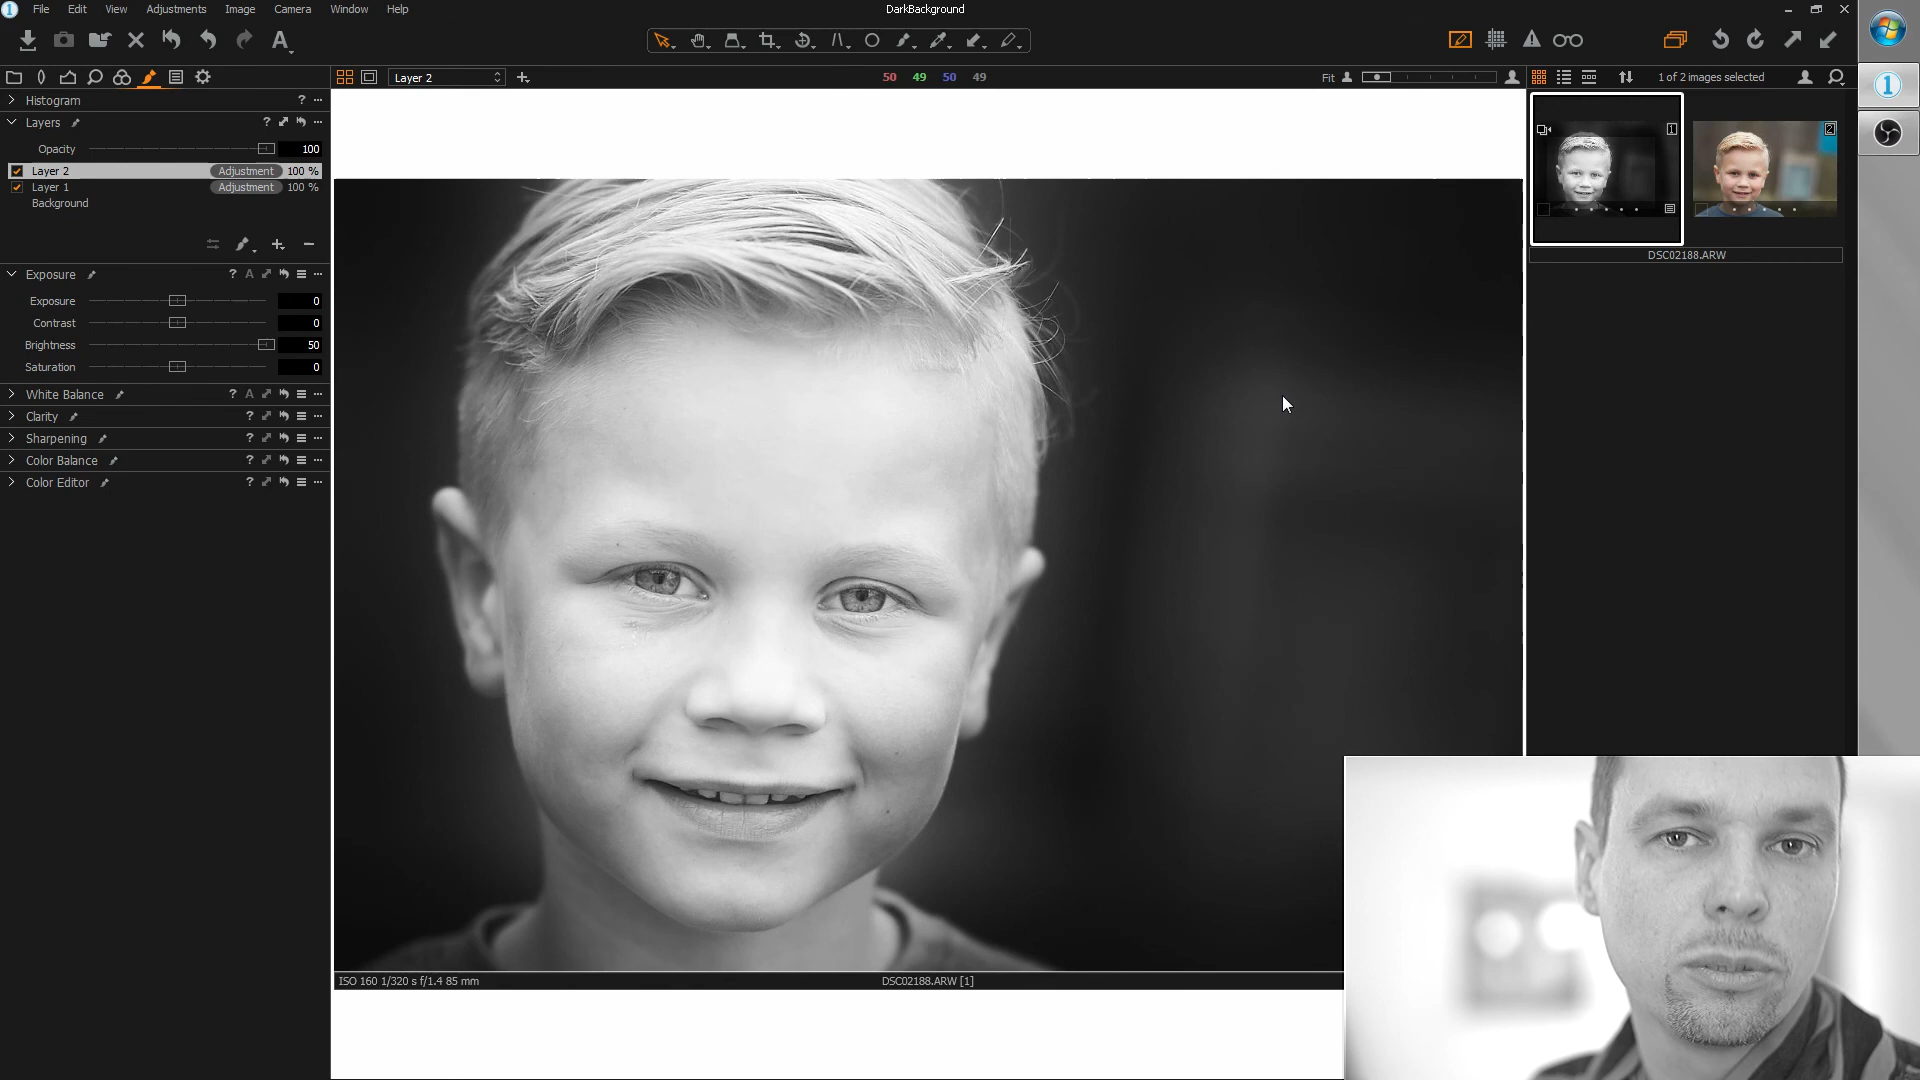 File Edit View Adjustments Image Camera Window Help
DarkBackground
A
Layer 2
50 49 50 49
Fit
1 of 2 images selected
1
Histogram ? ...
Layers ? ...
Opacity 100
Layer 2 Adjustment 100 %
Layer 1 Adjustment 100 %
Background
1
2
DSC02188.ARW
Exposure ? A ...
Exposure 0
Contrast 0
Brightness 50
Saturation 0
White Balance ? A ...
Clarity ? ...
Sharpening ? ...
Color Balance ? ...
Color Editor ? ...
ISO 160 1/320 s f/1.4 85 mm
DSC02188.ARW [1]